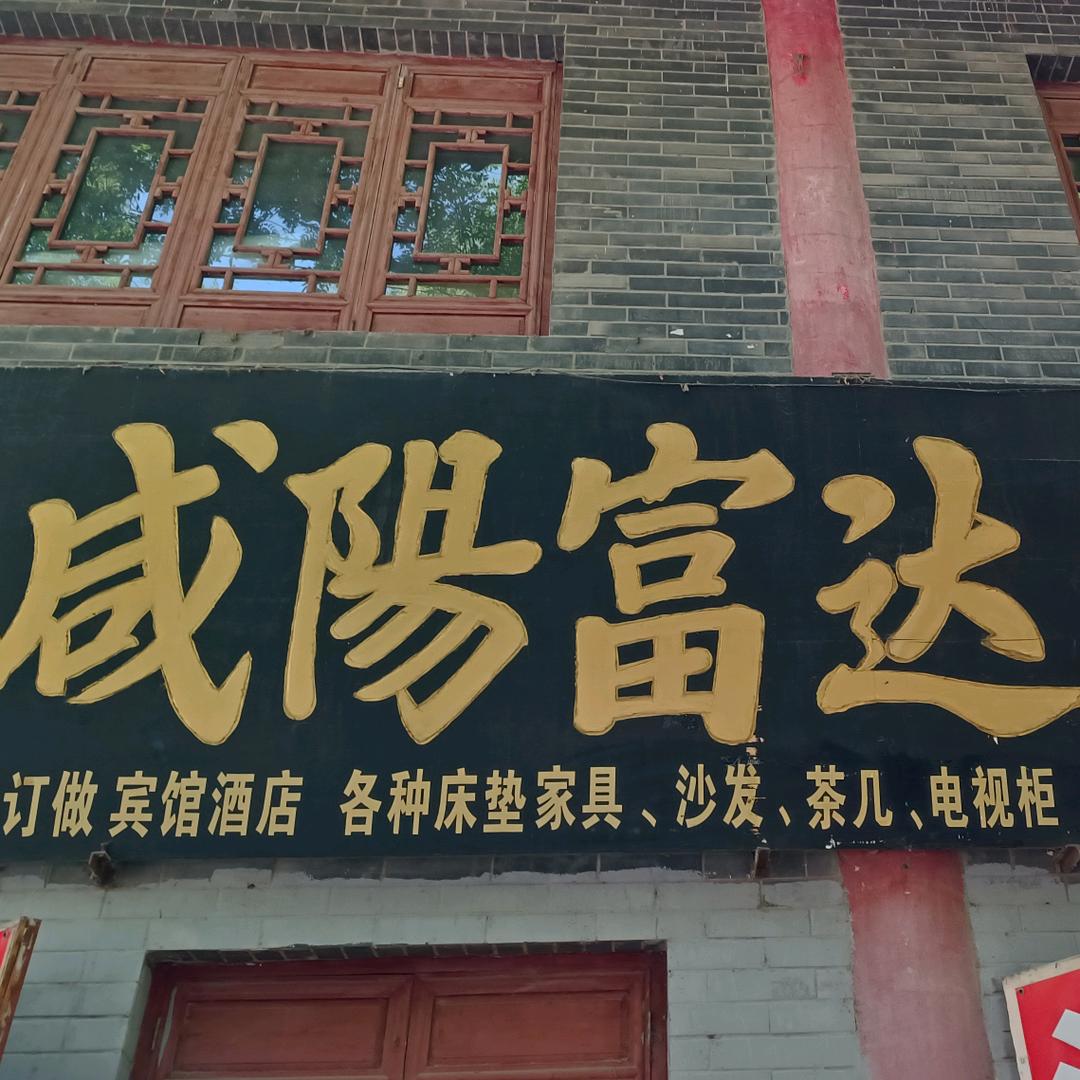 咸陽富达
订做 宾馆酒店 各种床垫家具、沙发、茶几、电视柜